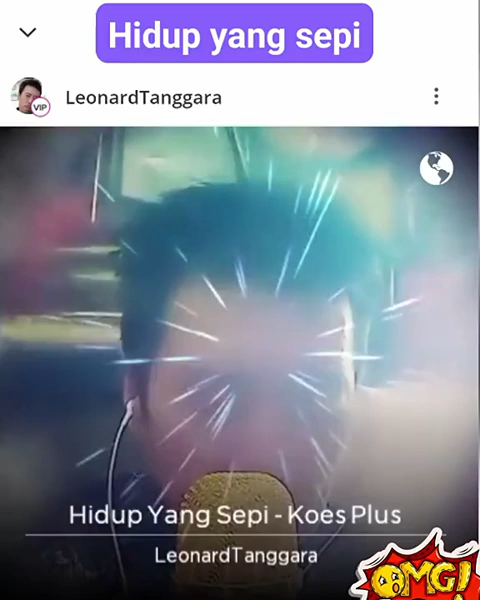 Hidup yang sepi
VIP
LeonardTanggara
Hidup Yang Sepi - Koes Plus
LeonardTanggara
OMG!